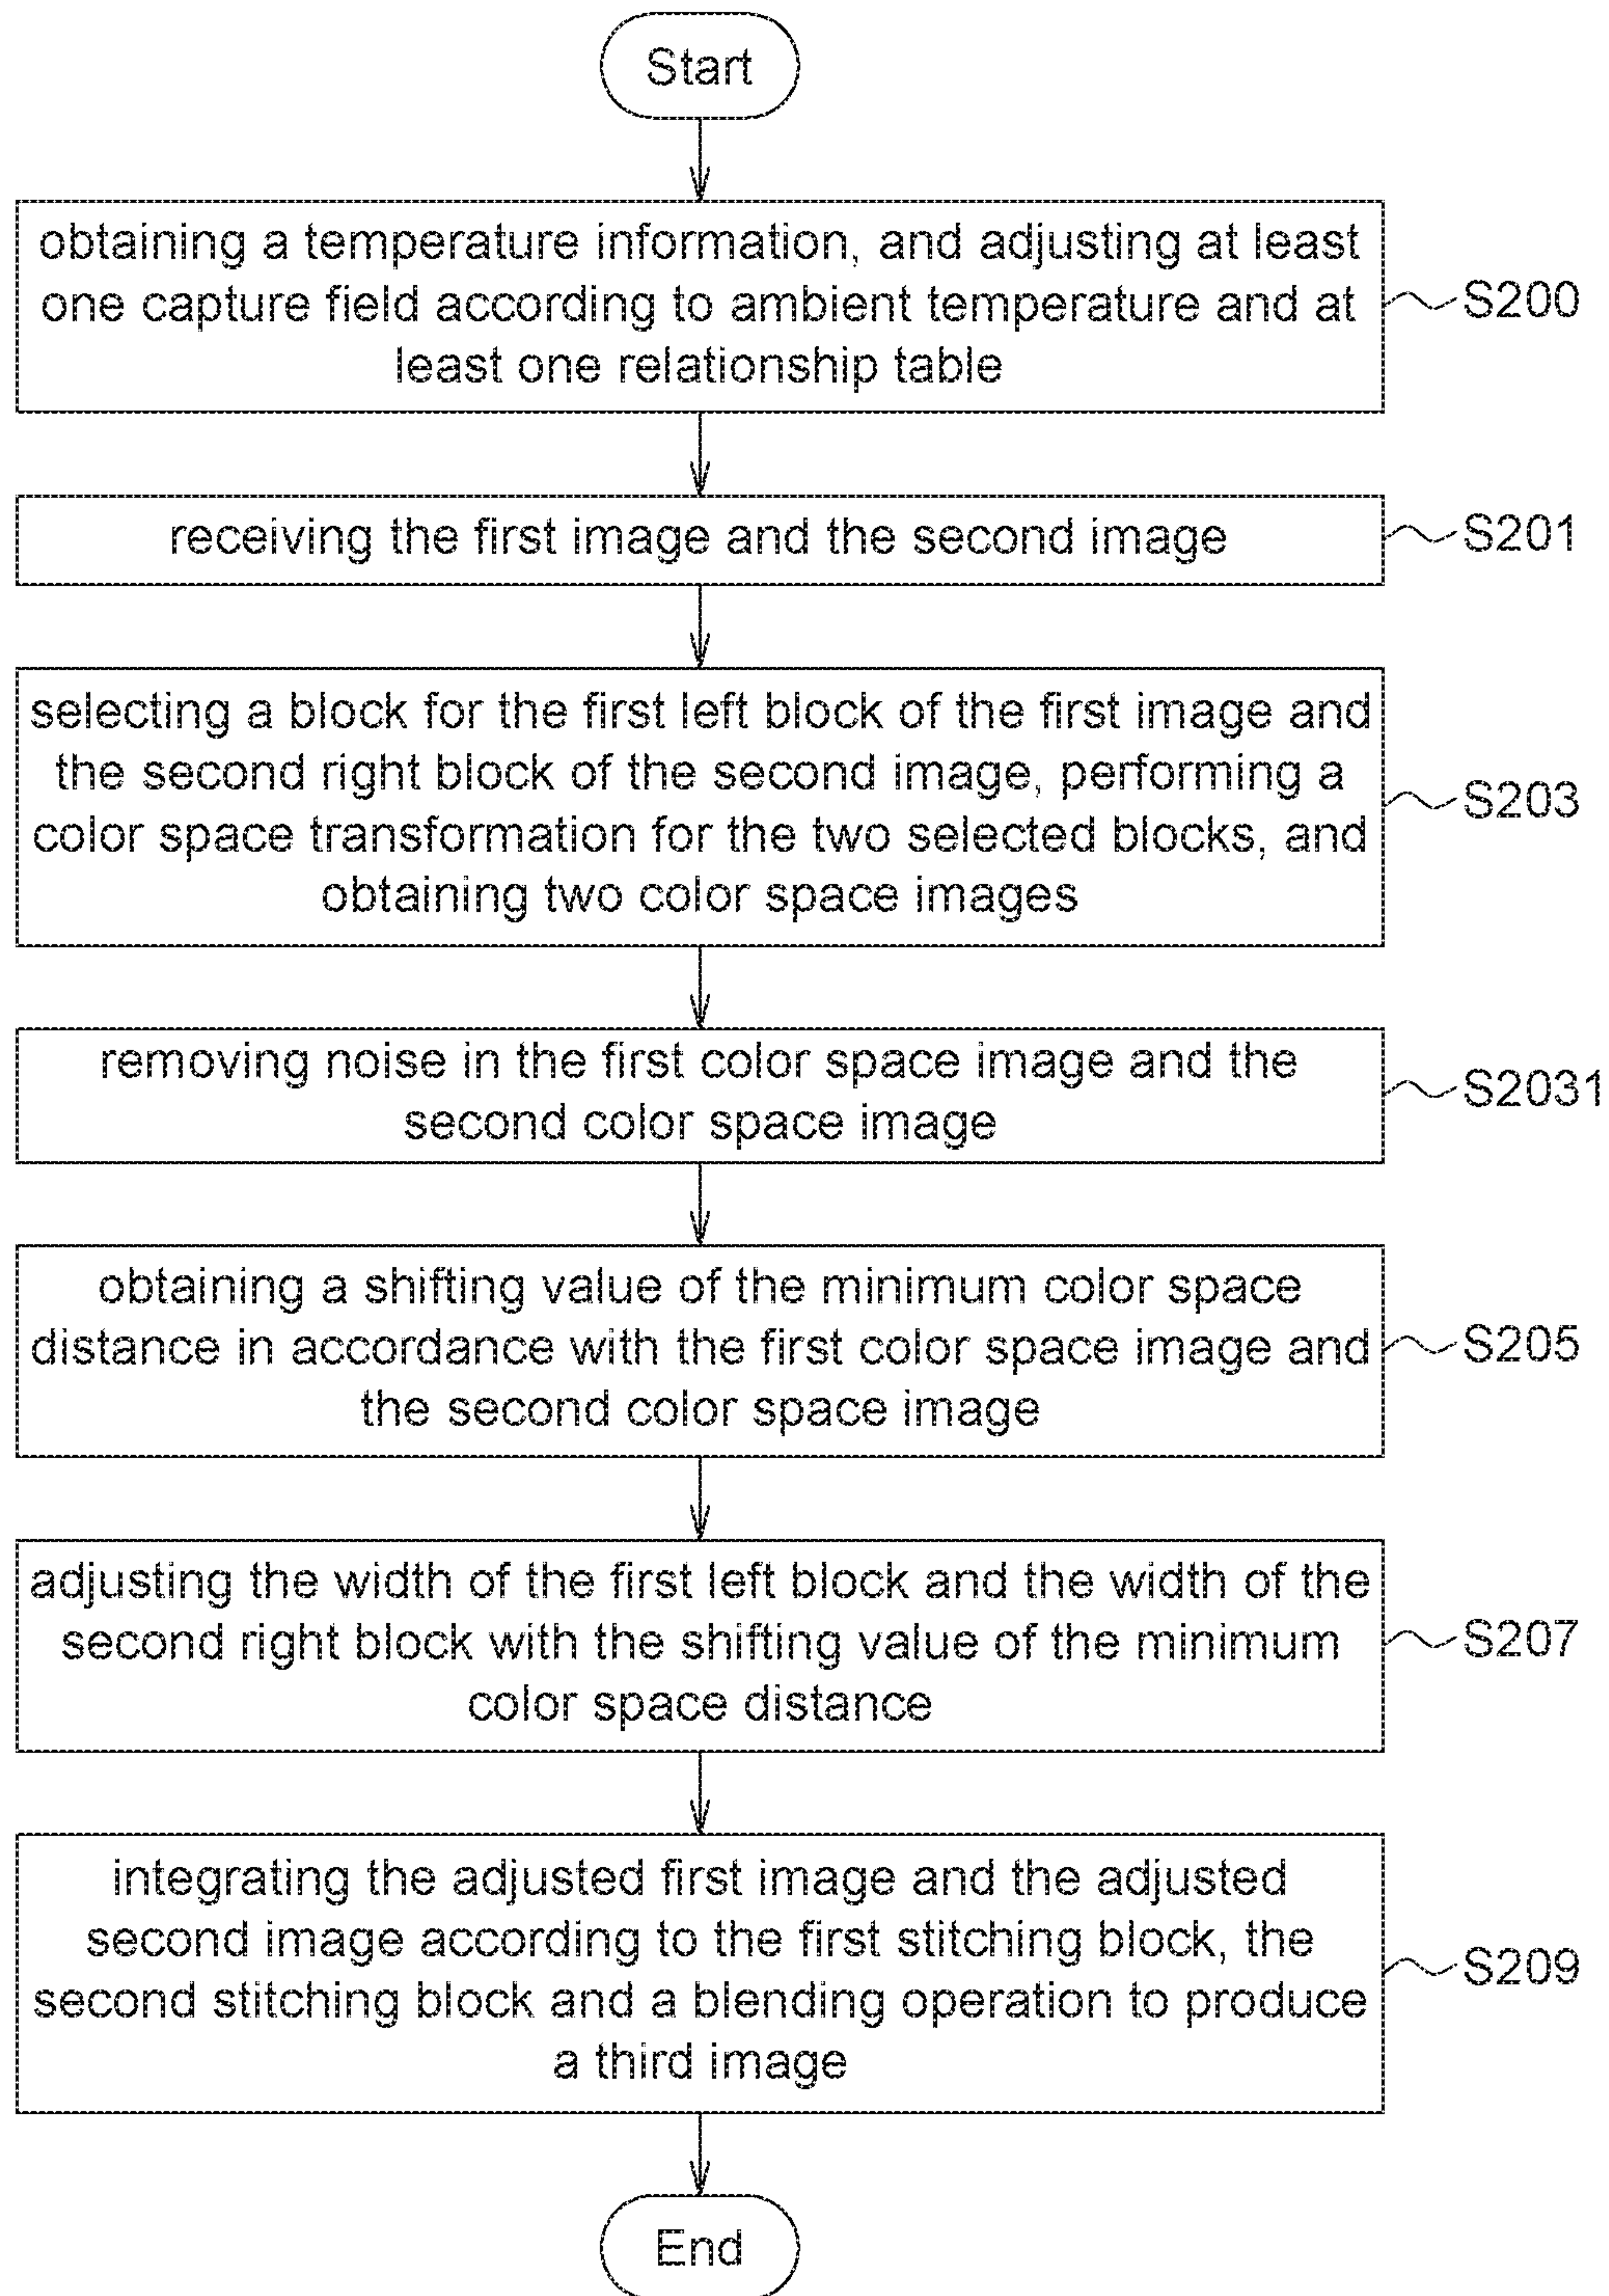 Start
obtaining a temperature information, and adjusting at least
one capture field according to ambient temperature and at
least one relationship table
S200
receiving the first image and the second image
S201
selecting a block for the first left block of the first image and
the second right block of the second image, performing a
color space transformation for the two selected blocks, and
obtaining two color space images
S203
removing noise in the first color space image and the
second color space image
S2031
obtaining a shifting value of the minimum color space
distance in accordance with the first color space image and
the second color space image
S205
adjusting the width of the first left block and the width of the
second right block with the shifting value of the minimum
color space distance
S207
integrating the adjusted first image and the adjusted
second image according to the first stitching block, the
second stitching block and a blending operation to produce
a third image
S209
End